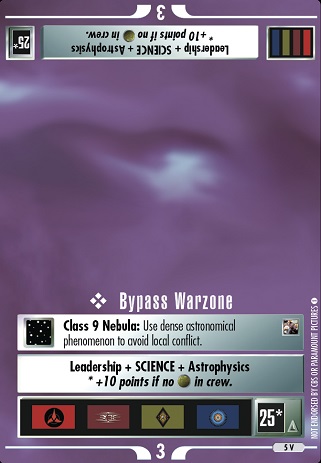 3
Leadership + SCIENCE + Astrophysics
* +10 points if no in crew.
25*
Bypass Warzone
Class 9 Nebula: Use dense astronomical
phenomenon to avoid local conflict.
Leadership + SCIENCE + Astrophysics
* +10 points if no in crew.
25*
NOT ENDORSED BY CBS OR PARAMOUNT PICTURES
5 V
3